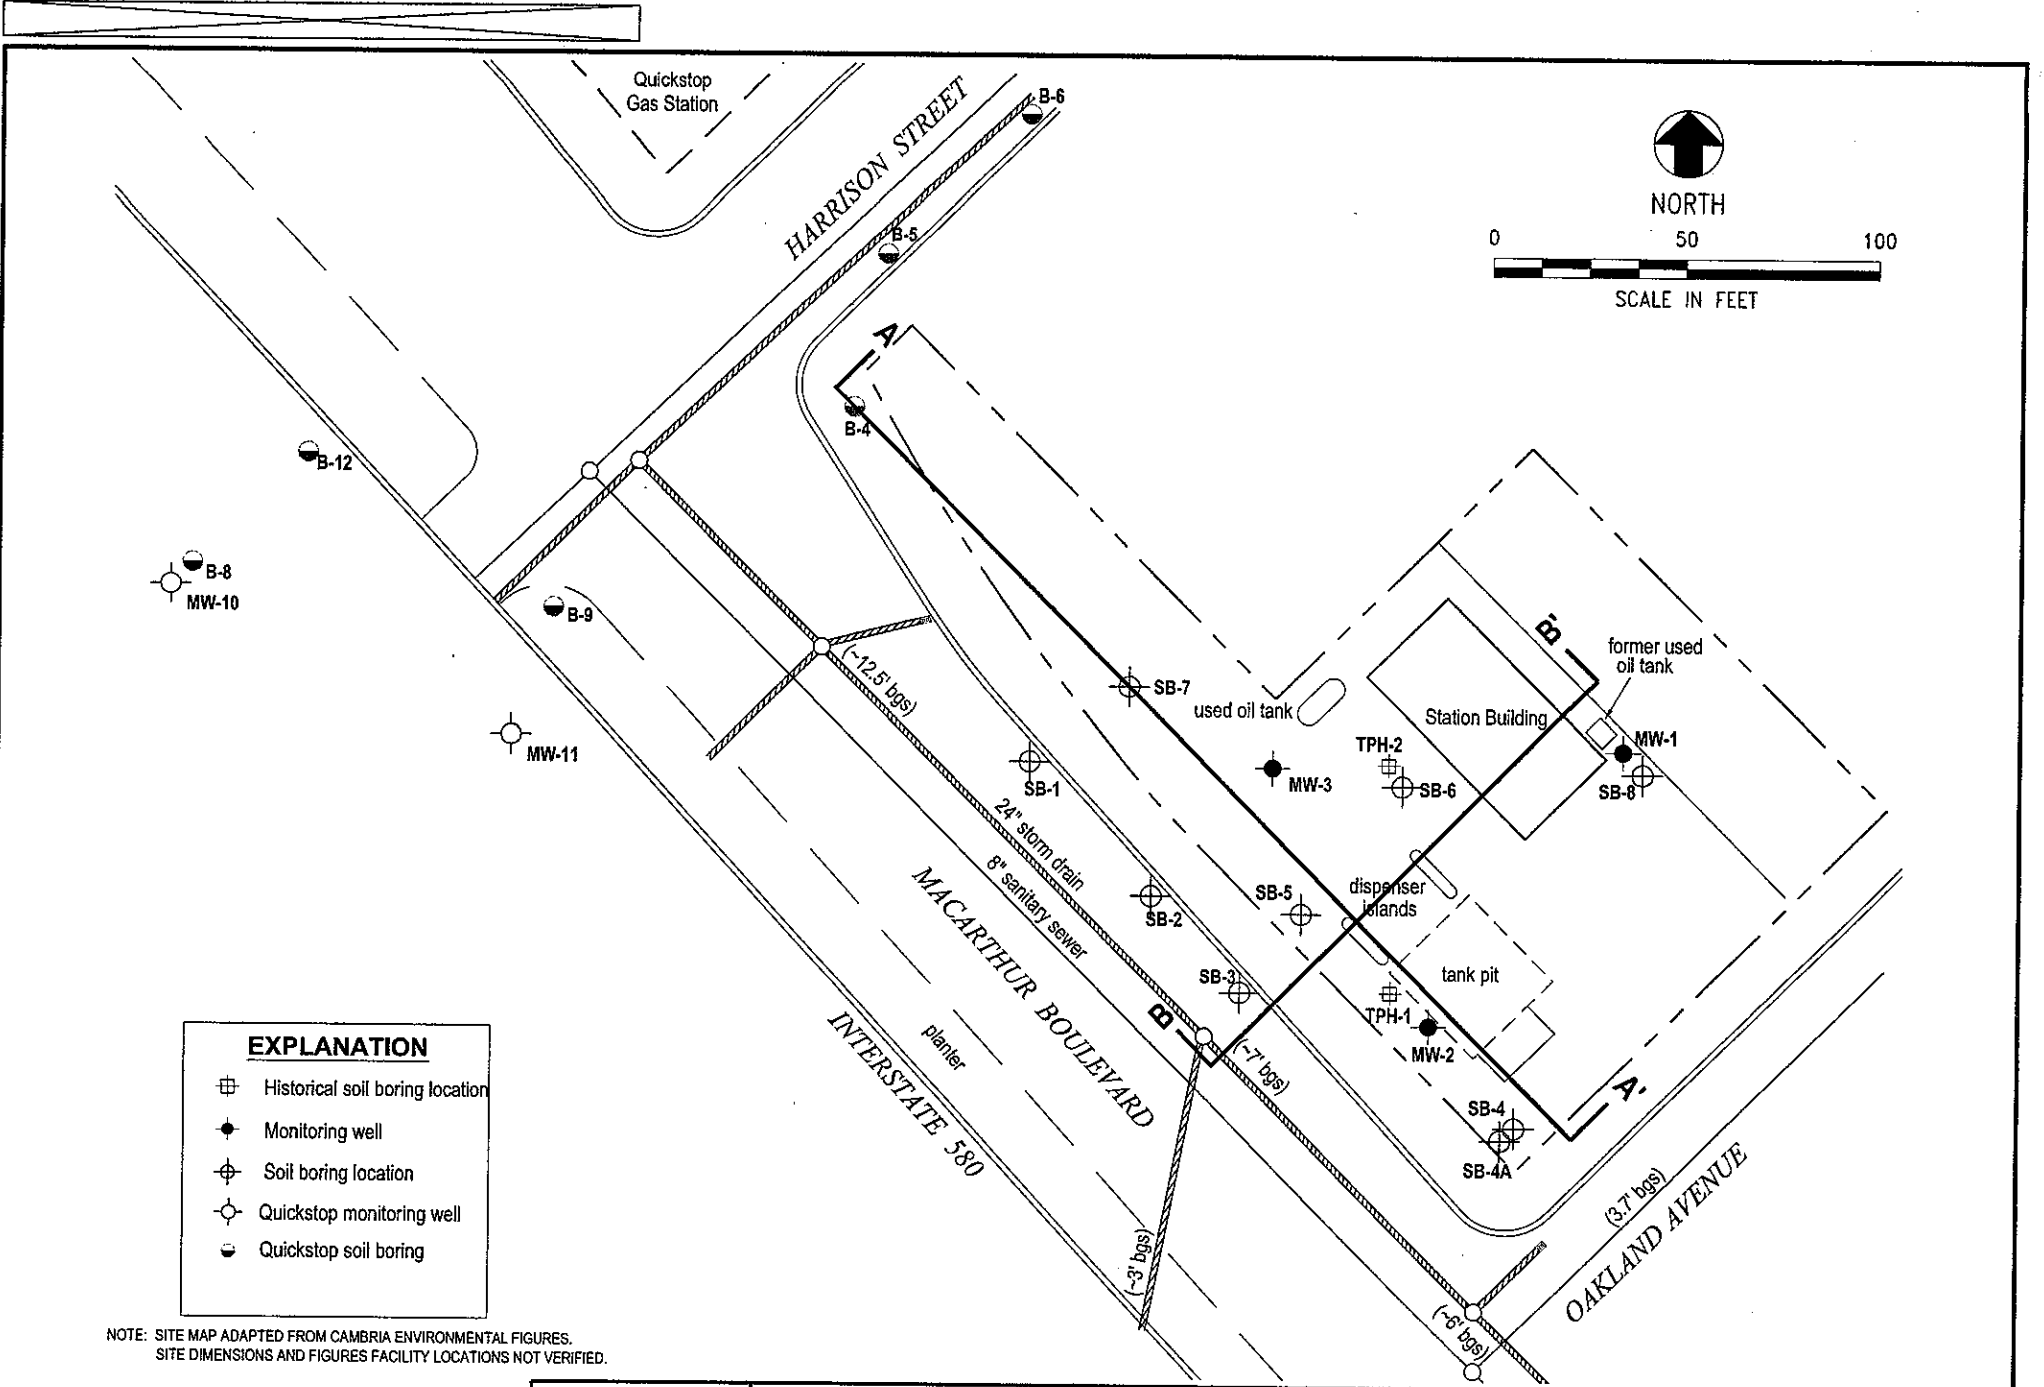 Quickstop
Gas Station
HARRISON STREET
B-6
B-5
NORTH
0 50 100
SCALE IN FEET
A
B-4
B-12
B-8
MW-10
B-9
(~12.5' bgs)
SB-7
used oil tank
Station Building
B'
former used
oil tank
MW-1
SB-8
TPH-2
SB-6
MW-3
MW-11
SB-1
24" storm drain
8" sanitary sewer
SB-2
SB-5
dispenser
islands
tank pit
SB-3
TPH-1
MW-2
B
(~7' bgs)
MACARTHUR BOULEVARD
planter
INTERSTATE 580
SB-4
SB-4A
A'
(3.7' bgs)
OAKLAND AVENUE
(~3' bgs)
(~6' bgs)
EXPLANATION
Historical soil boring location
Monitoring well
Soil boring location
Quickstop monitoring well
Quickstop soil boring
NOTE: SITE MAP ADAPTED FROM CAMBRIA ENVIRONMENTAL FIGURES.
SITE DIMENSIONS AND FIGURES FACILITY LOCATIONS NOT VERIFIED.